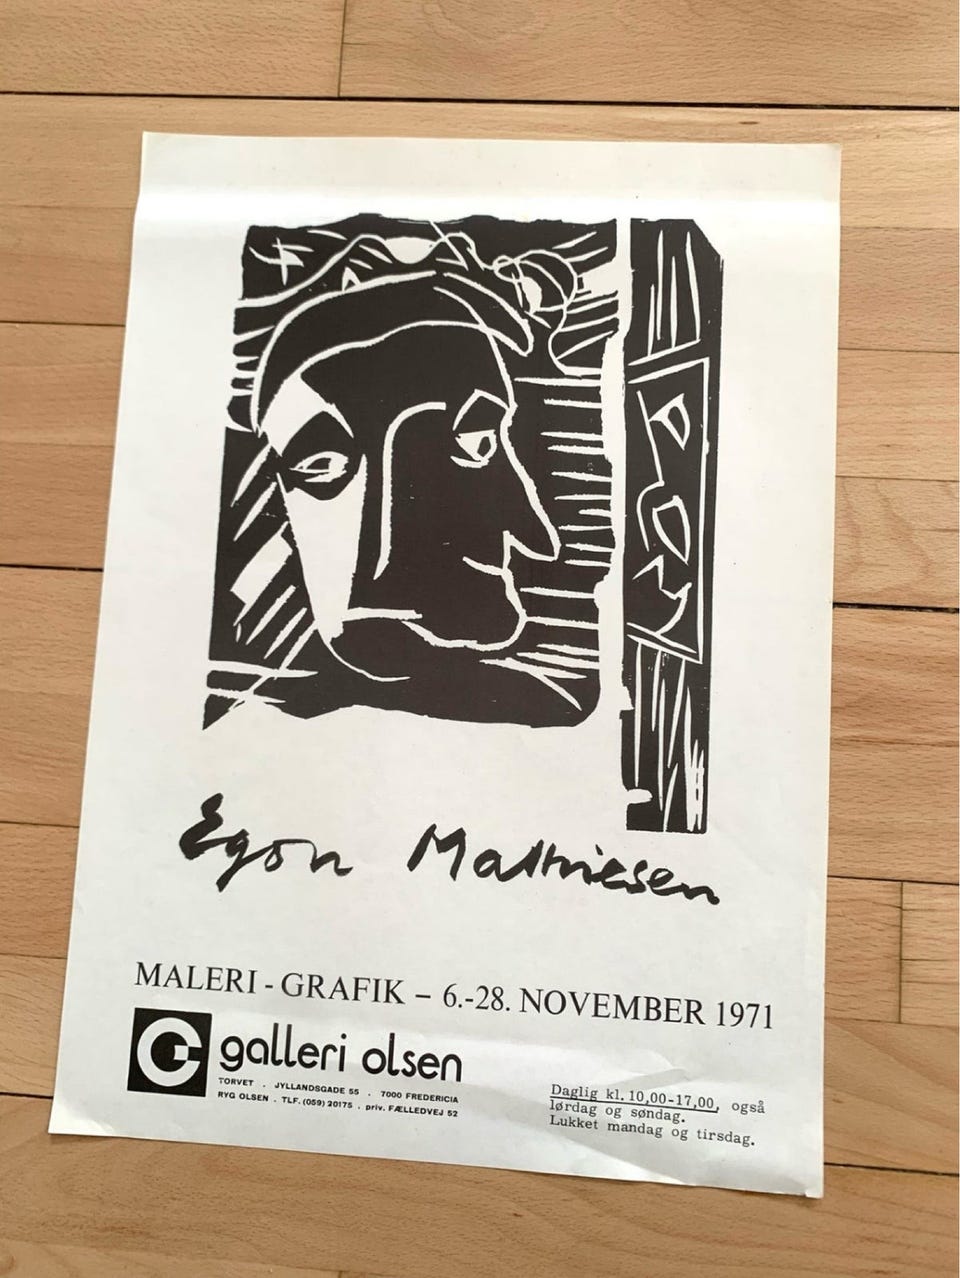 Egon Mathiesen
MALERI - GRAFIK – 6.-28. NOVEMBER 1971
galleri olsen
TORVET . JYLLANDSGADE 55 . 7000 FREDERICIA
RYG OLSEN . TLF. (059) 20175 . priv. FÆLLEDVEJ 52
Daglig kl. 10,00-17,00, også
lørdag og søndag.
Lukket mandag og tirsdag.